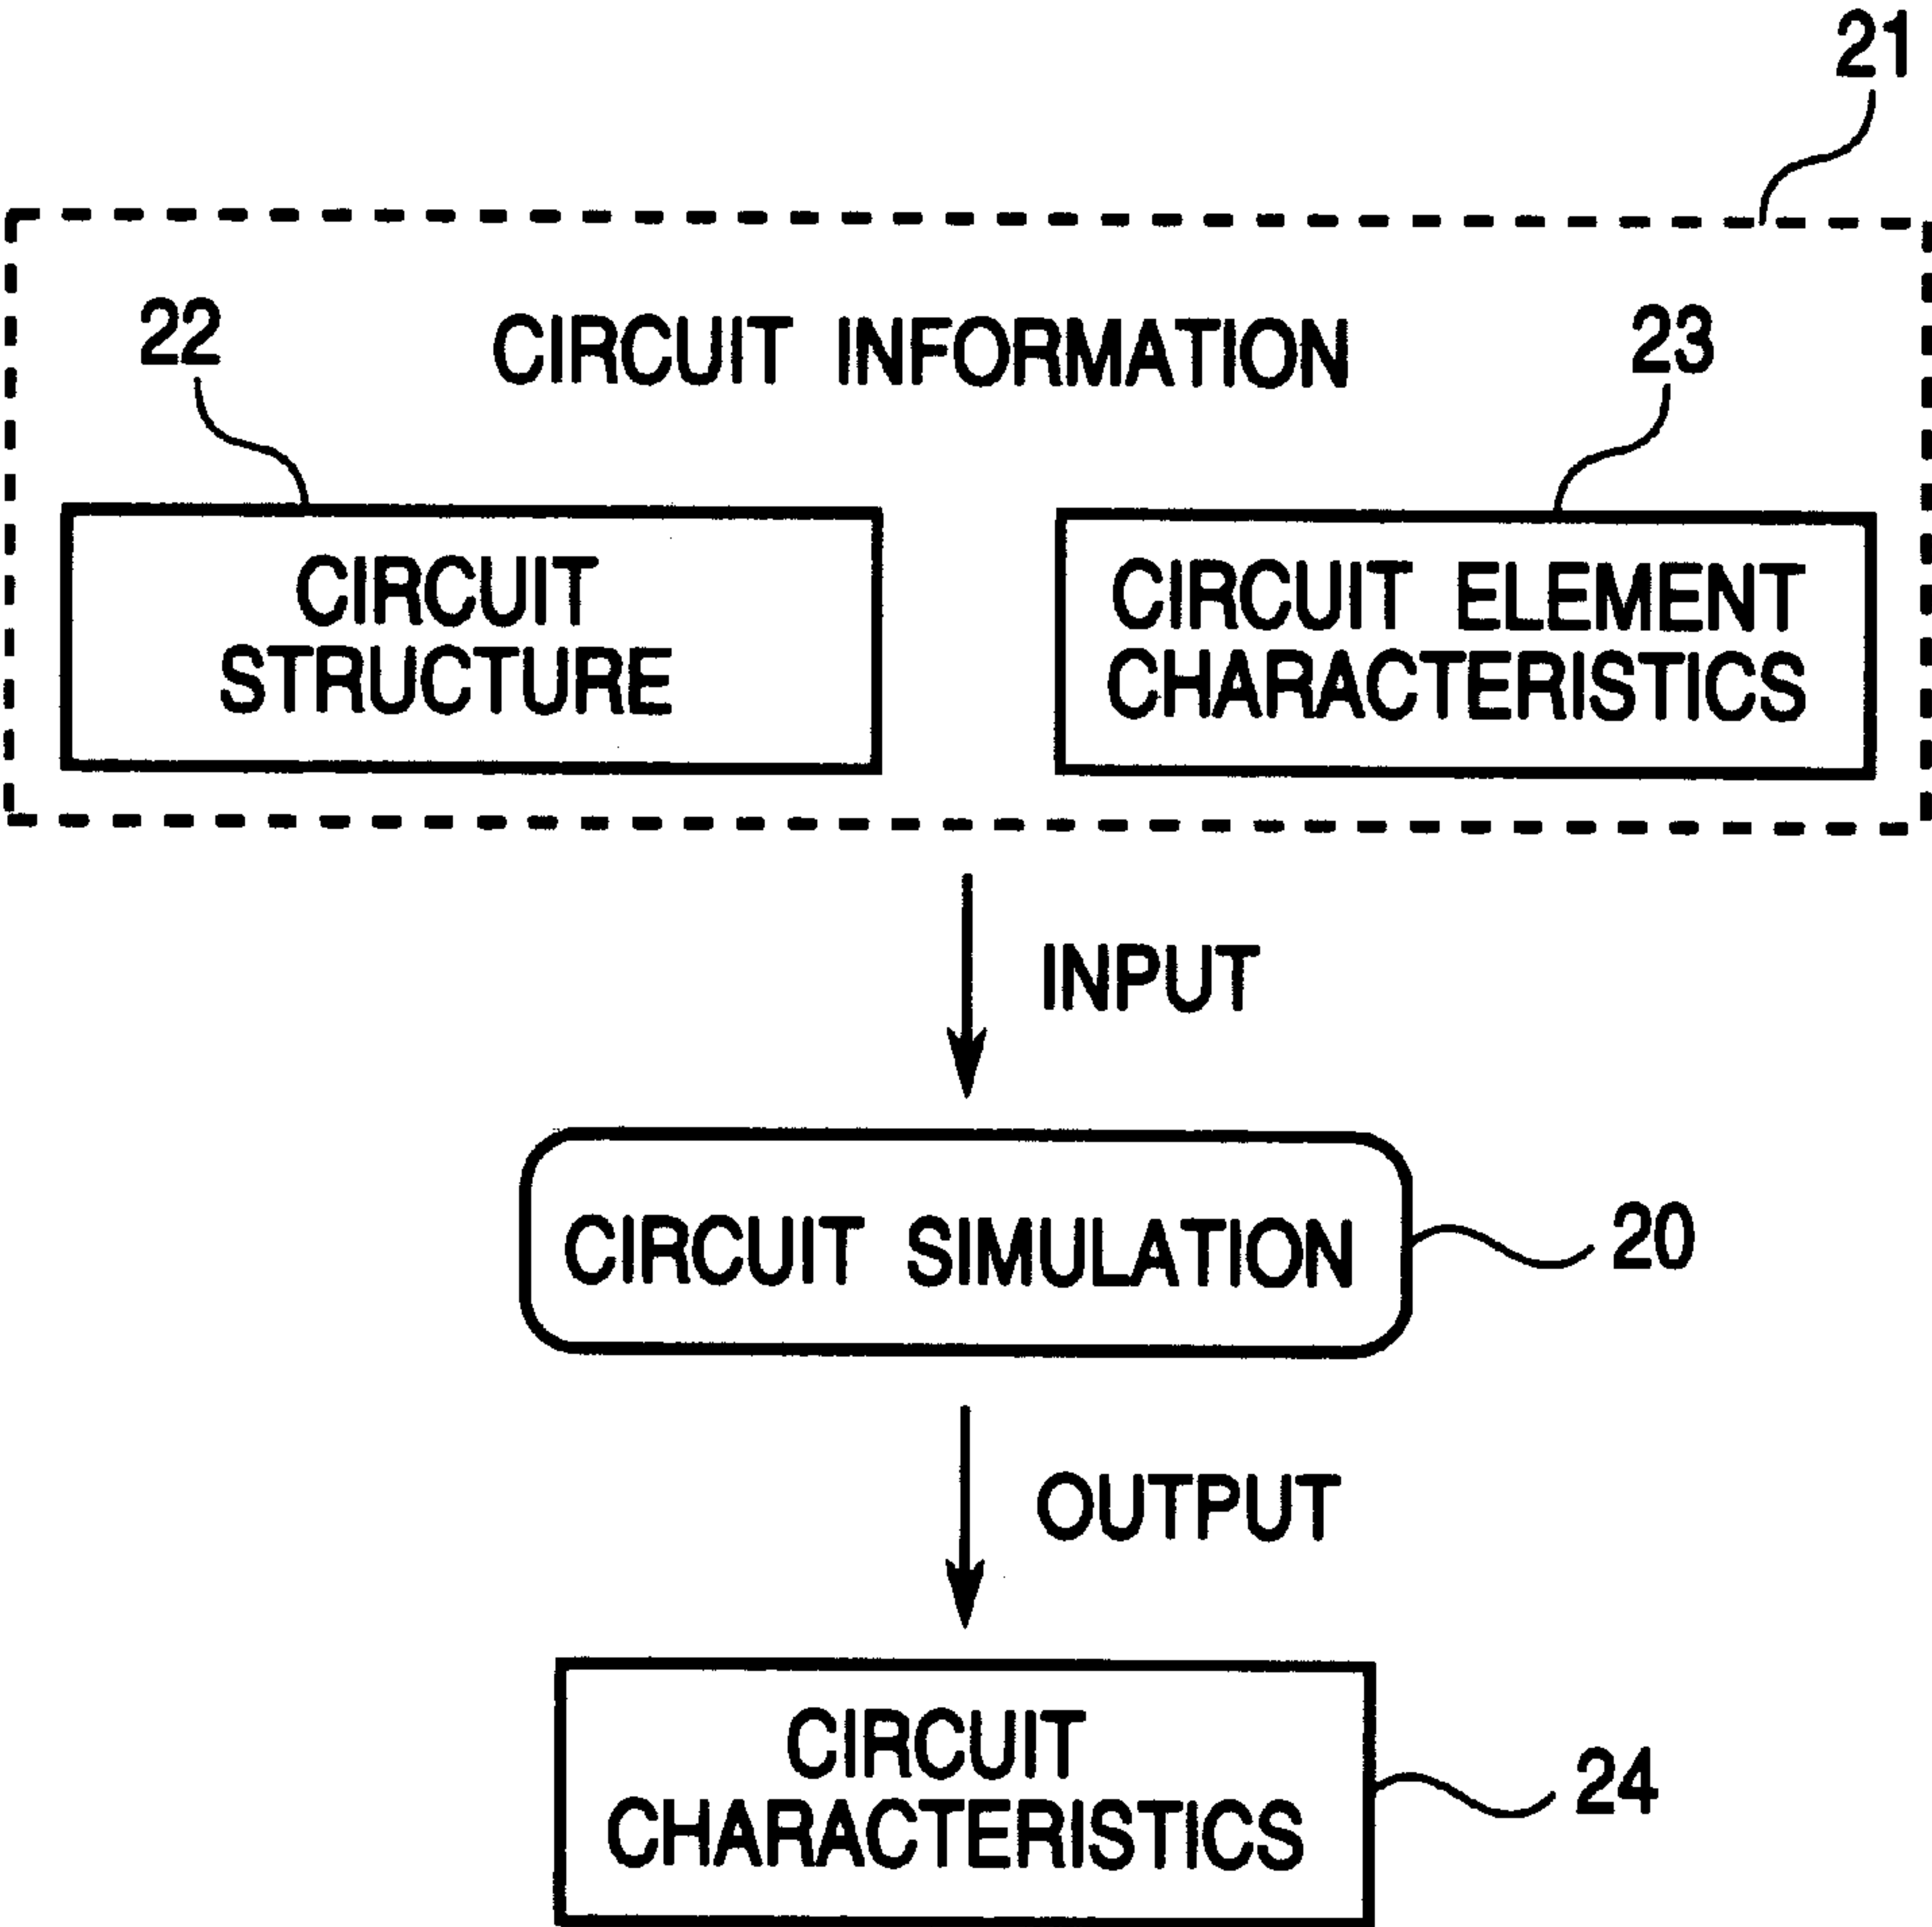 21
22
CIRCUIT INFORMATION
23
CIRCUIT
STRUCTURE
CIRCUIT ELEMENT
CHARACTERISTICS
INPUT
CIRCUIT SIMULATION
20
OUTPUT
CIRCUIT
CHARACTERISTICS
24